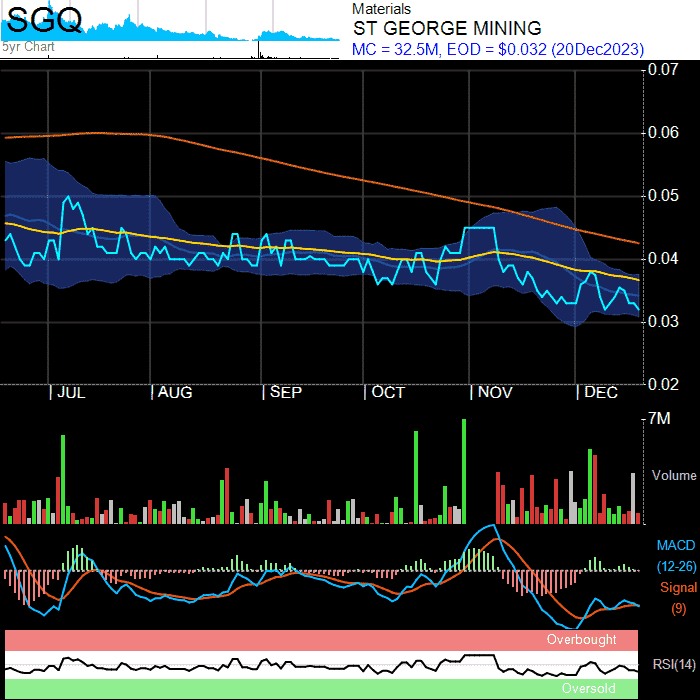 SGQ
5yr Chart
Materials
ST GEORGE MINING
MC = 32.5M, EOD = $0.032 (20Dec2023)
0.07
0.06
0.05
0.04
0.03
0.02
JUL AUG SEP OCT NOV DEC
7M
Volume
MACD
(12-26)
Signal
(9)
Overbought
RSI(14)
Oversold